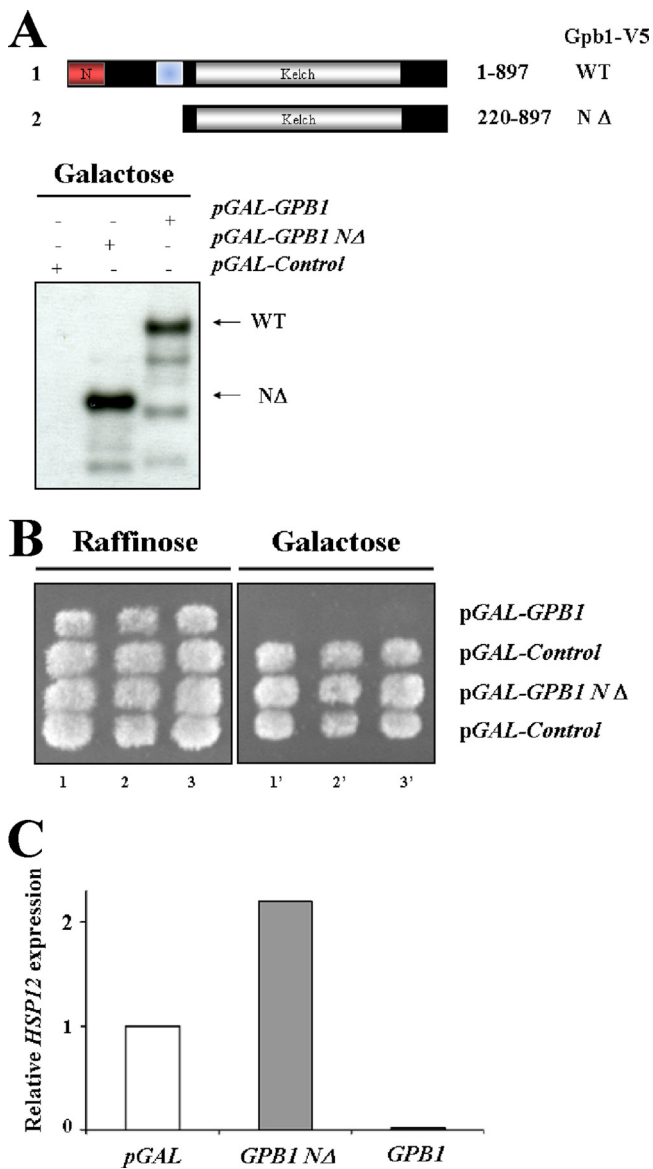 A
Gpb1-V5
1 N Kelch 1-897 WT
2 Kelch 220-897 N Δ
Galactose
- - + pGAL-GPB1
- + - pGAL-GPB1 NΔ
+ - - pGAL-Control
← WT
← NΔ
B
Raffinose Galactose
pGAL-GPB1
pGAL-Control
pGAL-GPB1 N Δ
pGAL-Control
1 2 3 1’ 2’ 3’
C
Relative HSP12 expression
2
1
0
pGAL GPB1 NΔ GPB1